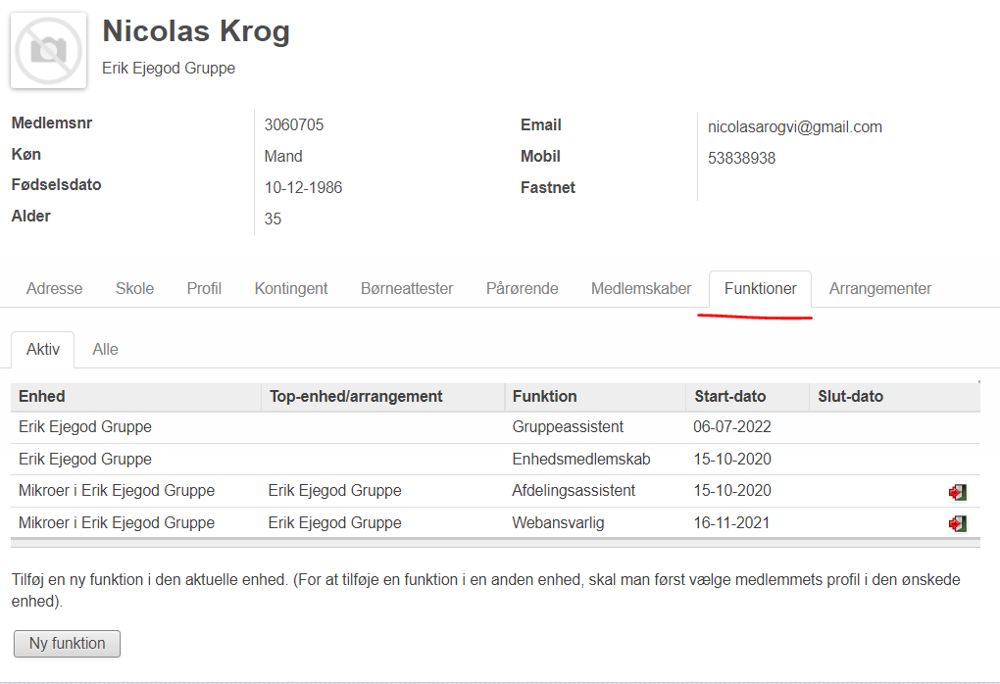 Nicolas Krog
Erik Ejegod Gruppe
Medlemsnr 3060705 Email nicolasarogvi@gmail.com
Køn Mand Mobil 53838938
Fødselsdato 10-12-1986 Fastnet
Alder 35
Adresse Skole Profil Kontingent Børneattester Pårørende Medlemskaber Funktioner Arrangementer
Aktiv Alle
Enhed Top-enhed/arrangement Funktion Start-dato Slut-dato
Erik Ejegod Gruppe Gruppeassistent 06-07-2022
Erik Ejegod Gruppe Enhedsmedlemskab 15-10-2020
Mikroer i Erik Ejegod Gruppe Erik Ejegod Gruppe Afdelingsassistent 15-10-2020
Mikroer i Erik Ejegod Gruppe Erik Ejegod Gruppe Webansvarlig 16-11-2021
Tilføj en ny funktion i den aktuelle enhed. (For at tilføje en funktion i en anden enhed, skal man først vælge medlemmets profil i den ønskede
enhed).
Ny funktion